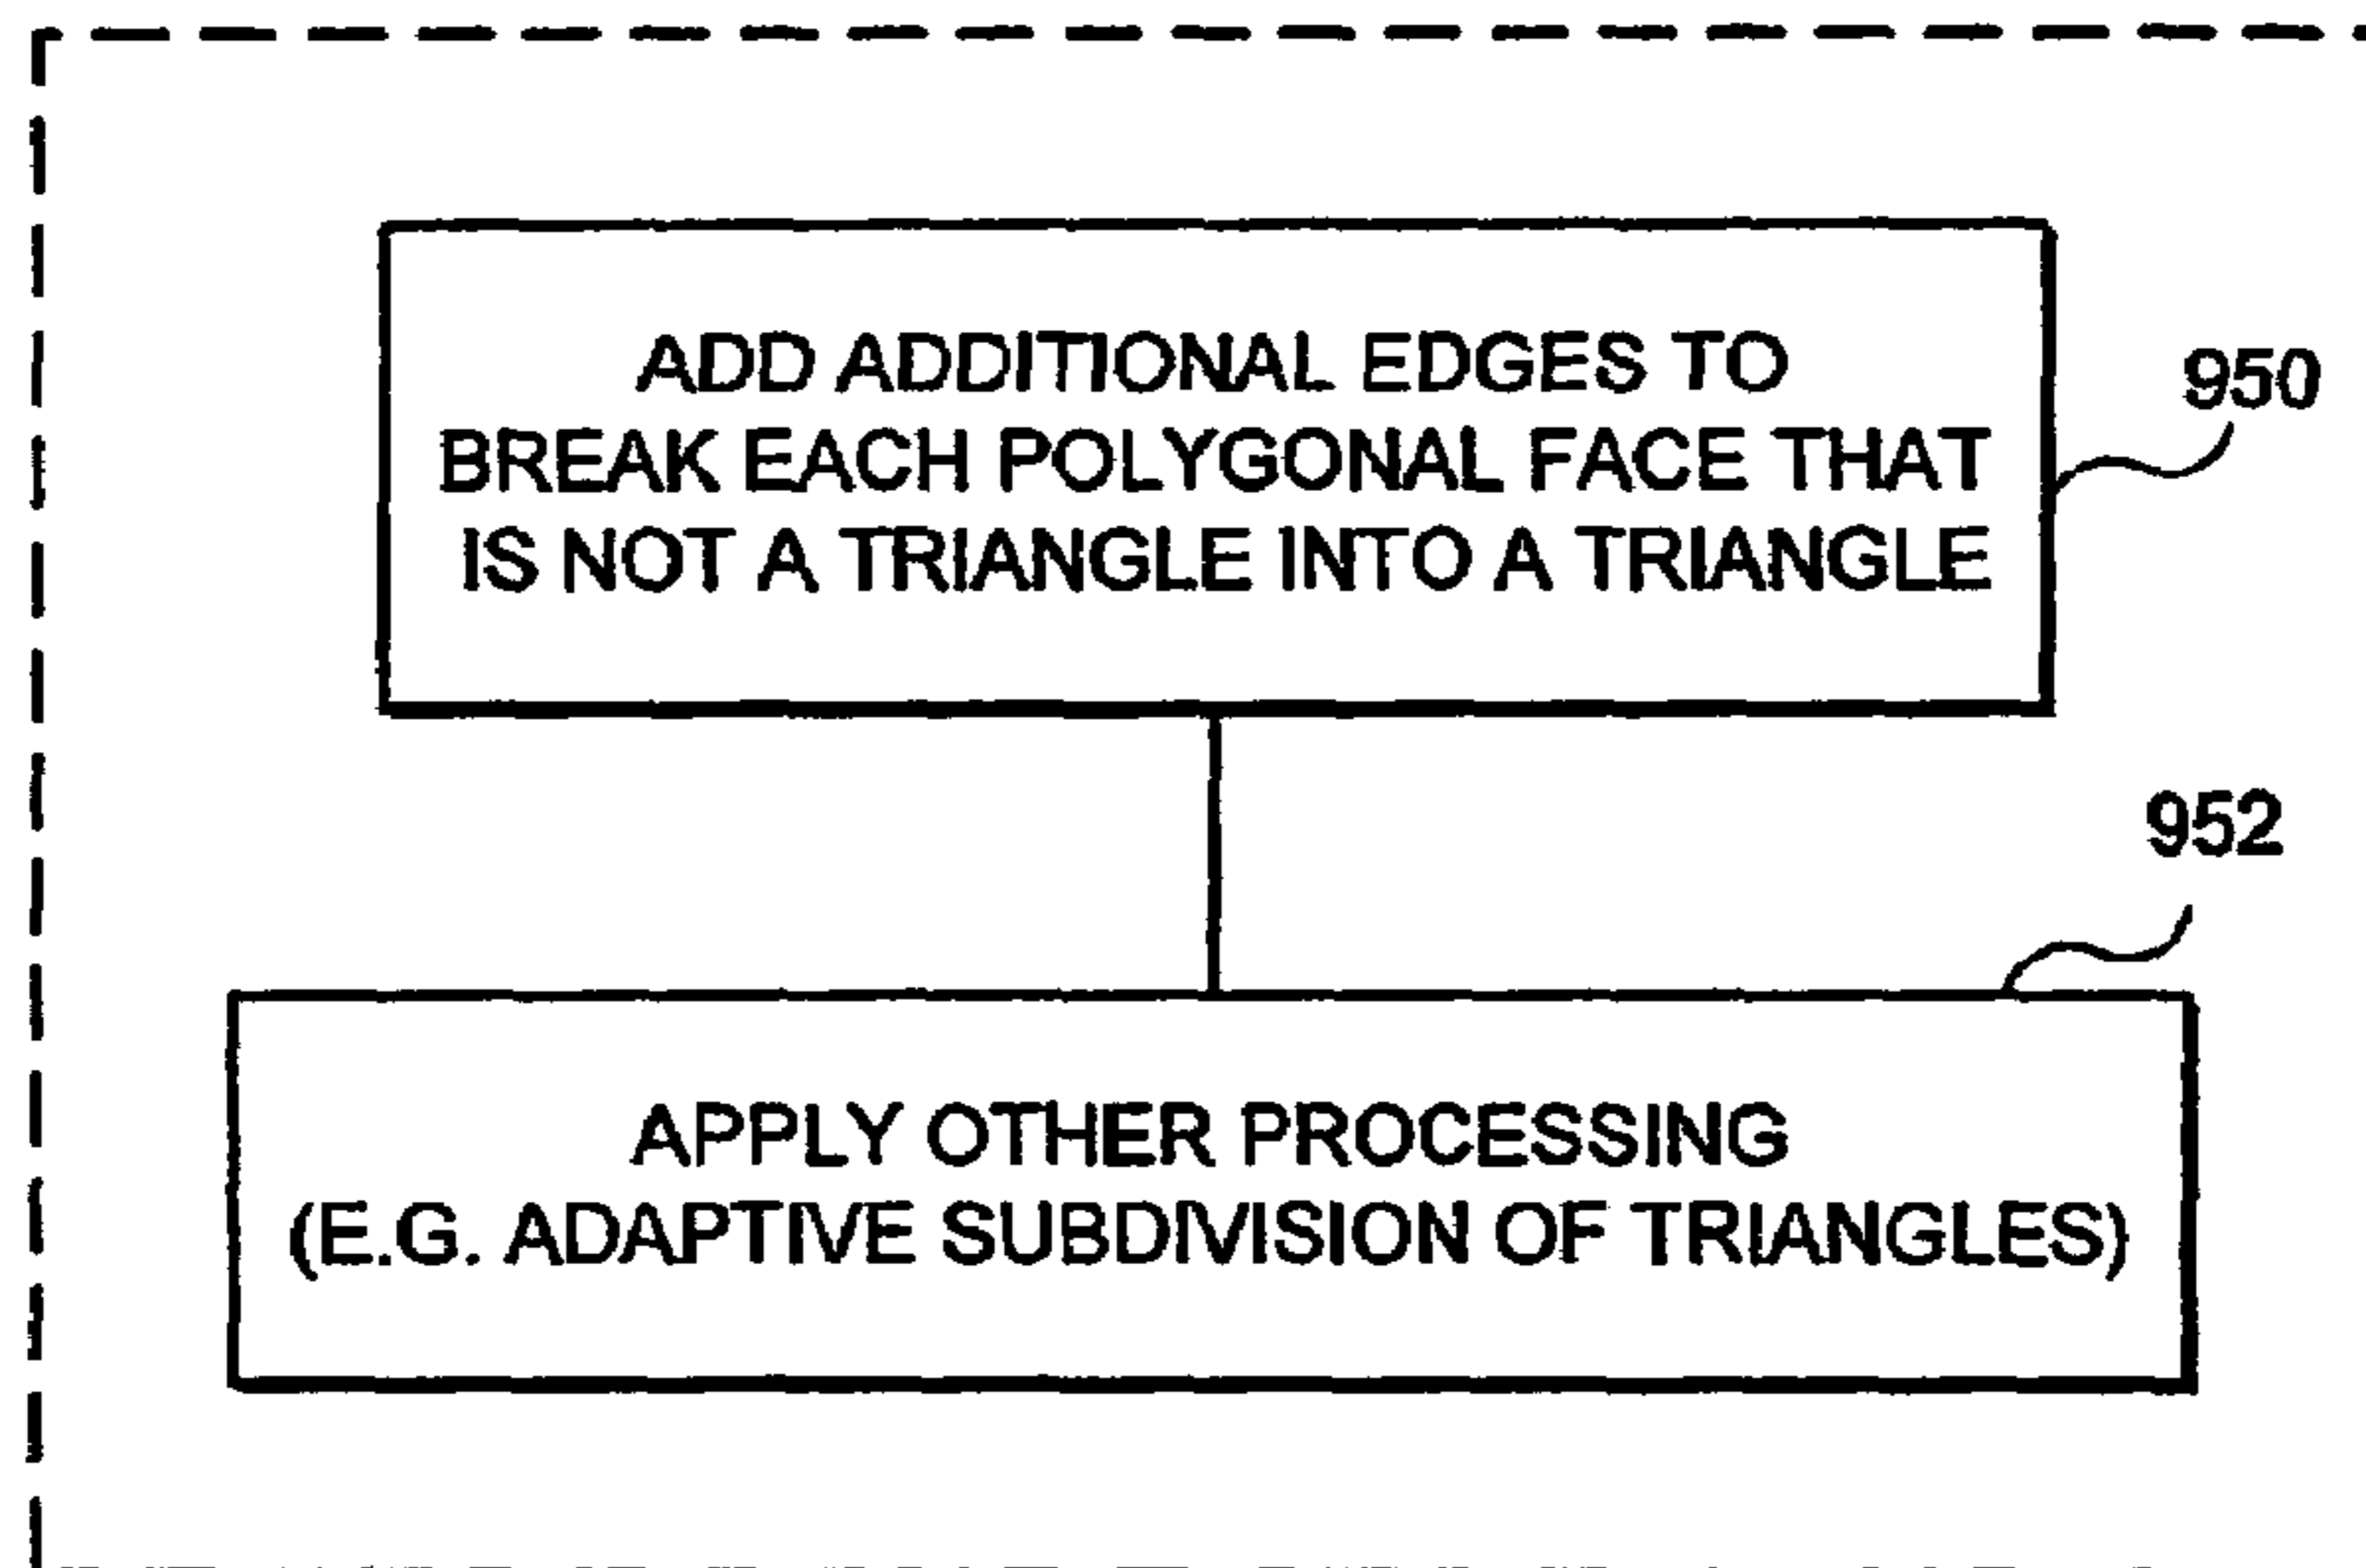 ADD ADDITIONAL EDGES TO
BREAK EACH POLYGONAL FACE THAT
IS NOT A TRIANGLE INTO A TRIANGLE
950
952
APPLY OTHER PROCESSING
(E.G. ADAPTIVE SUBDIVISION OF TRIANGLES)